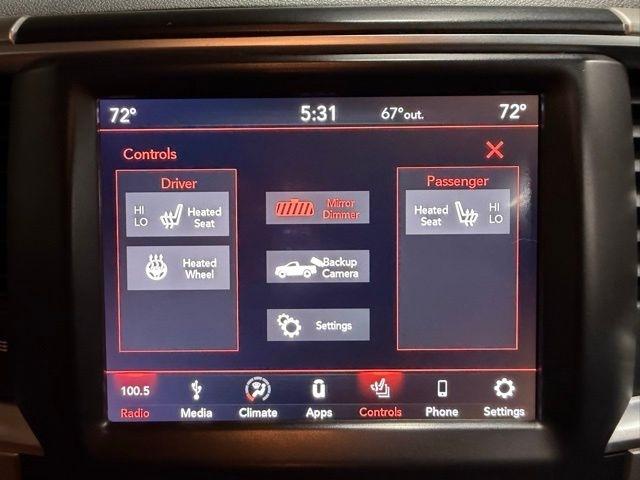 72° 5:31 67°out. 72°
Controls
Driver
HI
LO
Heated
Seat
Heated
Wheel
Mirror
Dimmer
Backup
Camera
Settings
Passenger
Heated
Seat
HI
LO
100.5
Radio Media Climate Apps Controls Phone Settings